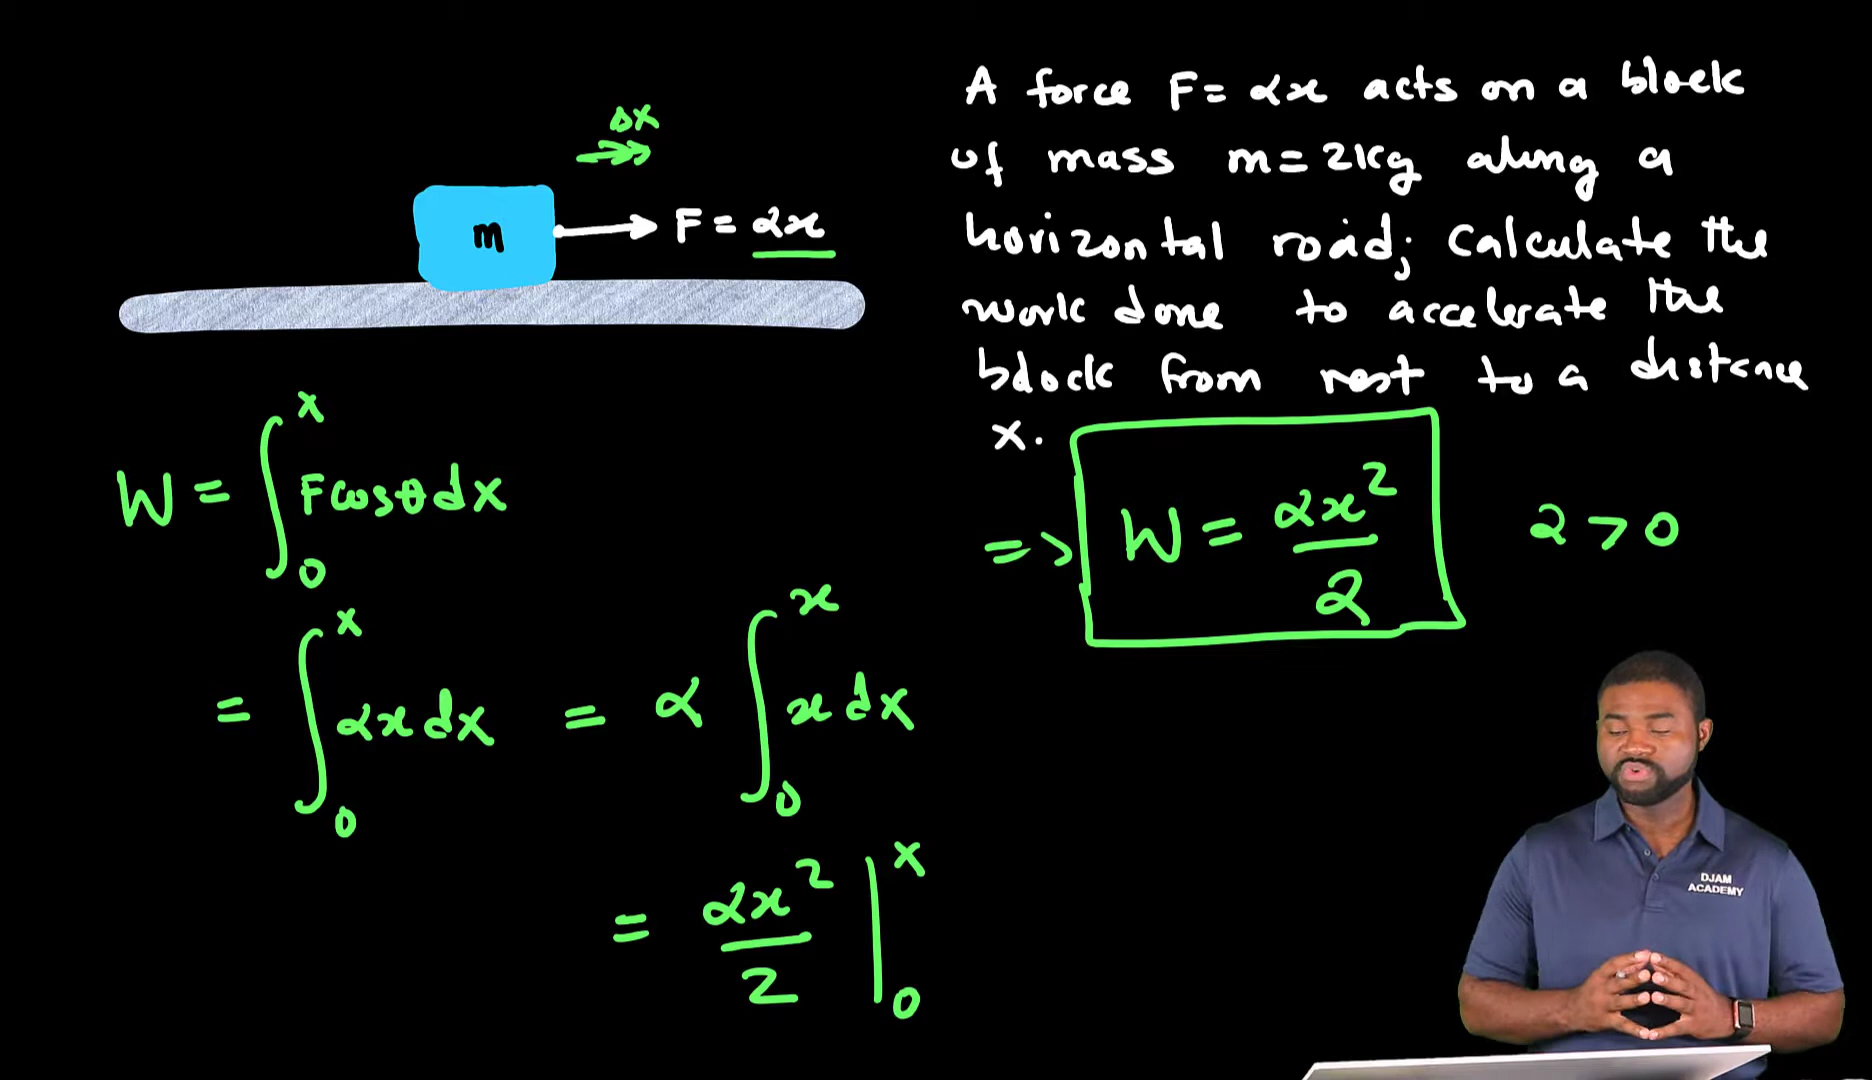 A force F = αx acts on a block
of mass m = 2kg along a
horizontal road; Calculate the
work done to accelerate the
block from rest to a distance
x.
Δx
m
F = αx
W = ∫₀ˣ Fcosθ dx
= ∫₀ˣ αx dx = α ∫₀ˣ x dx
= αx²/2 |₀ˣ
=> W = αx²/2
2 > 0
DJAM
ACADEMY